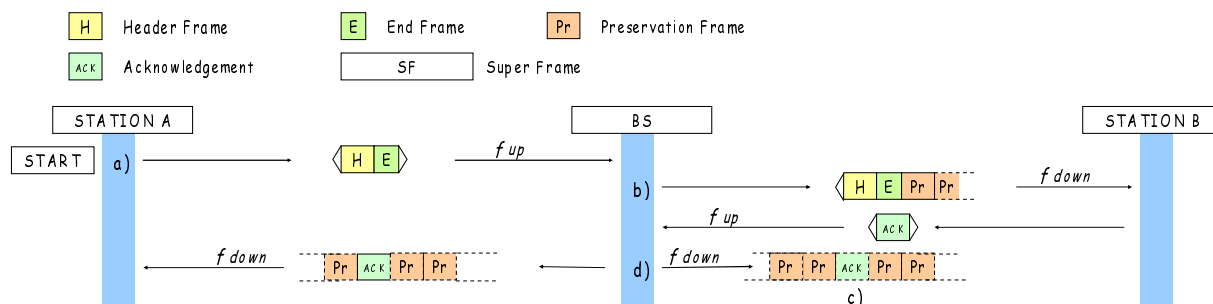 H Header Frame E End Frame Pr Preservation Frame
ACK Acknowledgement SF Super Frame
STATION A BS STATION B
START a) H E f up
b) H E Pr Pr f down
f up ACK
f down Pr ACK Pr Pr d) f down Pr Pr ACK Pr Pr
c)